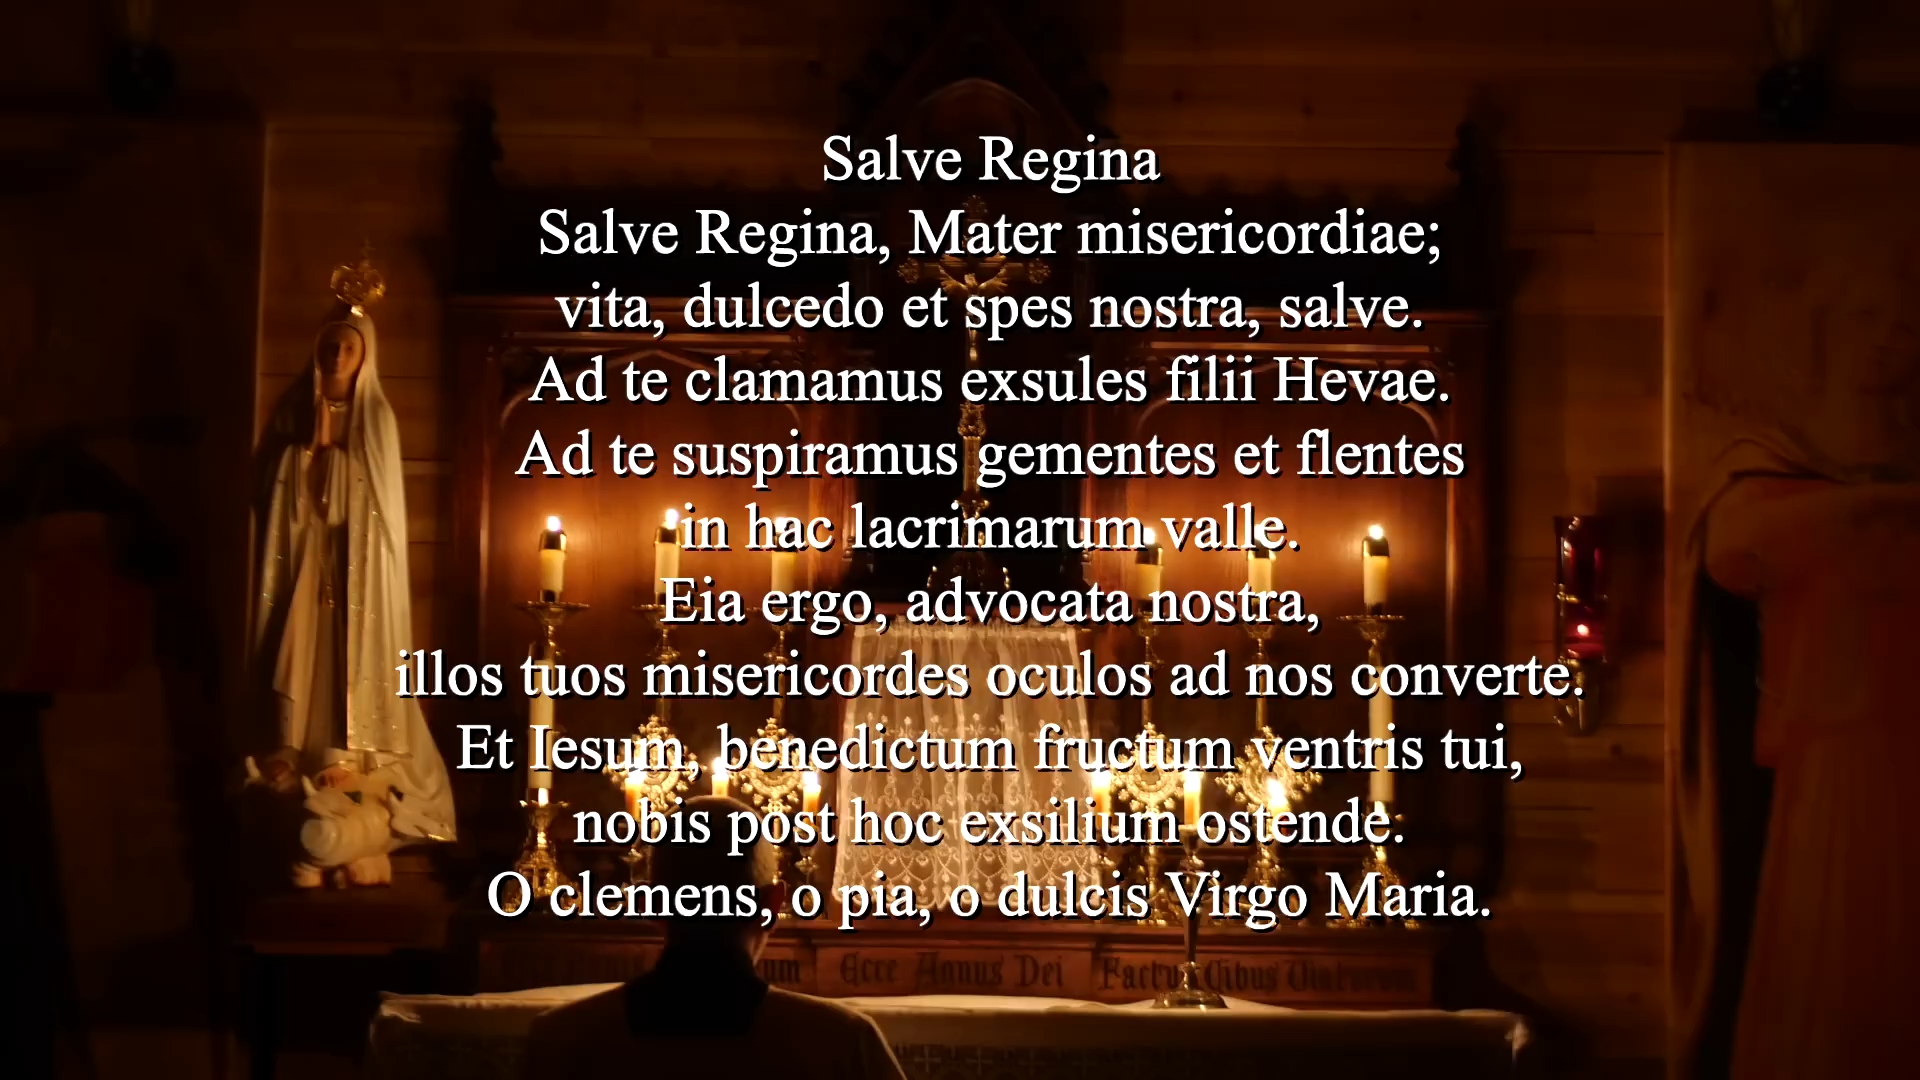 Salve Regina
Salve Regina, Mater misericordiae;
vita, dulcedo et spes nostra, salve.
Ad te clamamus exsules filii Hevae.
Ad te suspiramus gementes et flentes
in hac lacrimarum valle.
Eia ergo, advocata nostra,
illos tuos misericordes oculos ad nos converte.
Et Iesum, benedictum fructum ventris tui,
nobis post hoc exsilium ostende.
O clemens, o pia, o dulcis Virgo Maria.
Ecce Agnus Dei Factus Cibus Viatorum